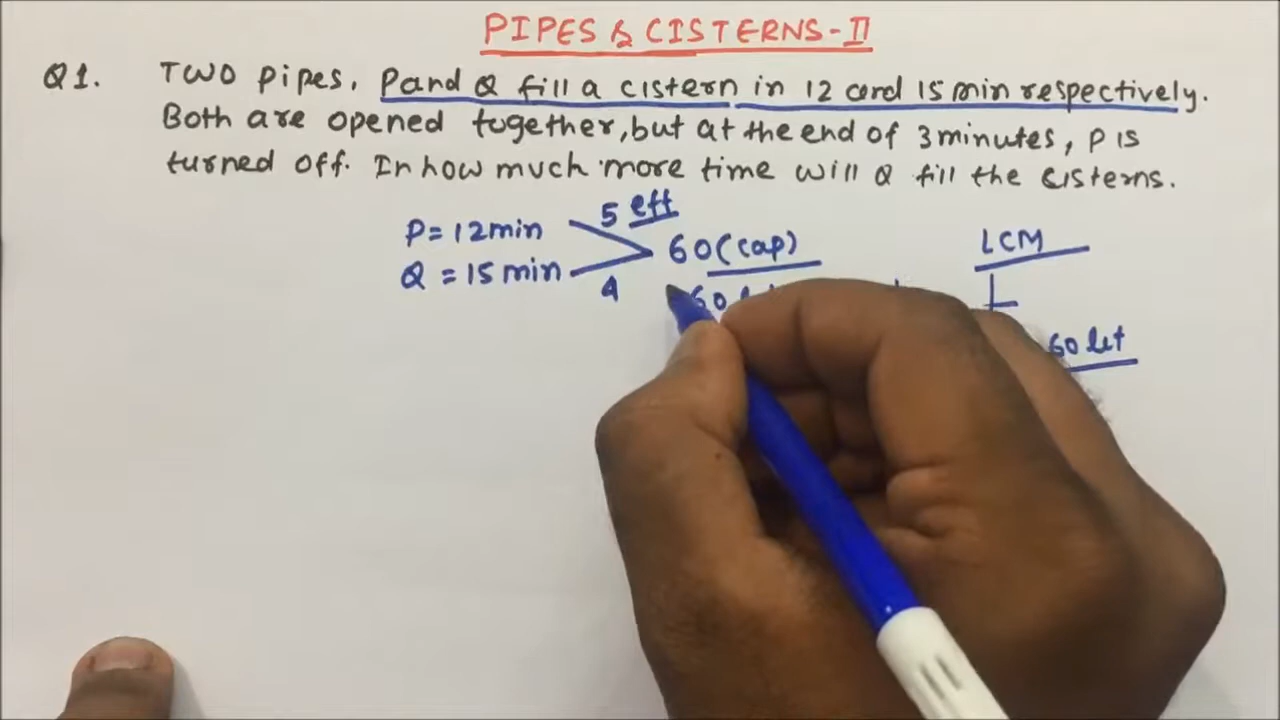 PIPES & CISTERNS-II
Q1. TWO pipes, P and Q fill a cistern in 12 and 15 min respectively.
Both are opened together, but at the end of 3 minutes, P is
turned off. In how much more time will Q fill the cisterns.
P = 12 min
Q = 15 min
5 eff
4
60 (cap)
60
LCM
L
60 lit